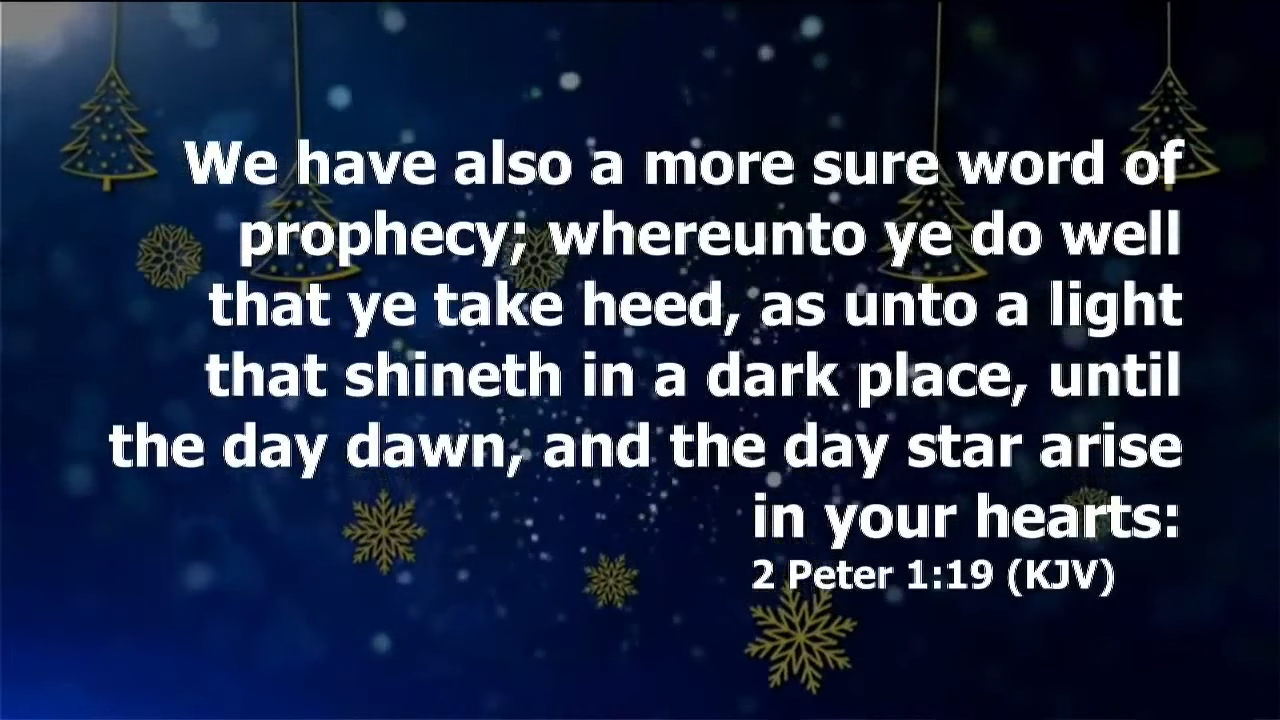 We have also a more sure word of
prophecy; whereunto ye do well
that ye take heed, as unto a light
that shineth in a dark place, until
the day dawn, and the day star arise
in your hearts:
2 Peter 1:19 (KJV)